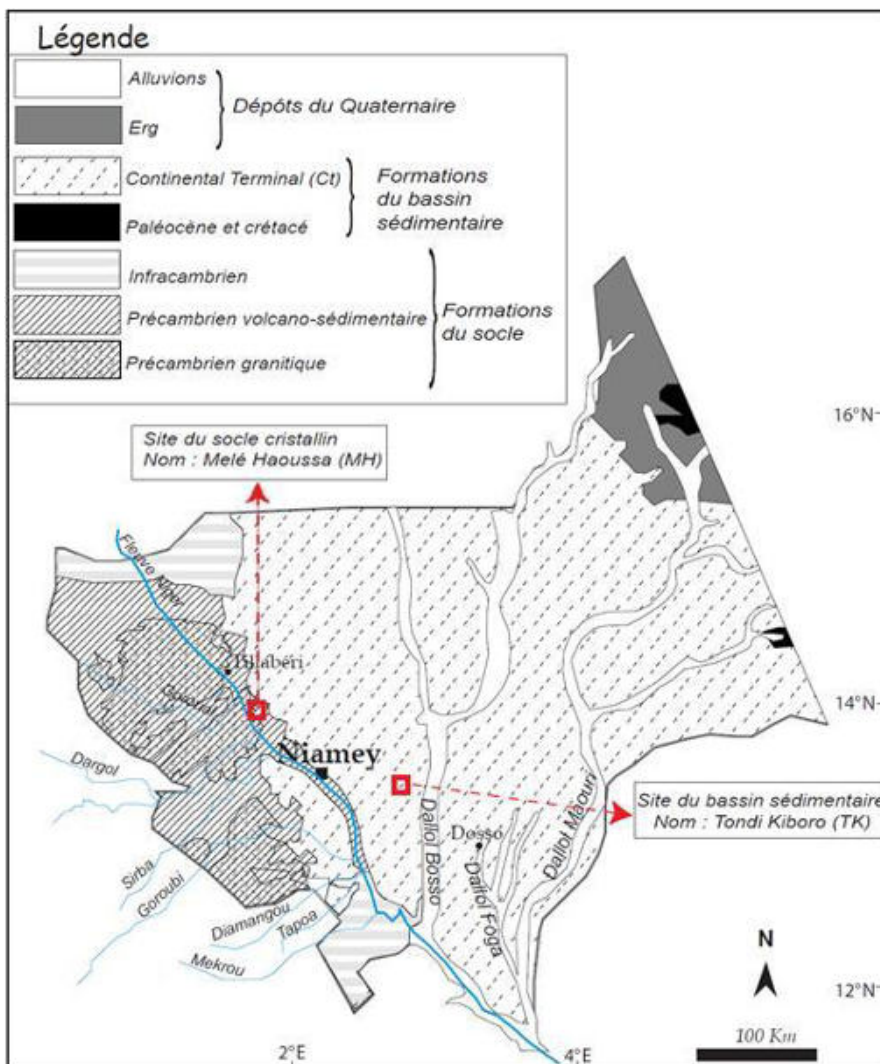 Légende
Alluvions
Erg
Dépôts du Quaternaire
Continental Terminal (Ct)
Paléocène et crétacé
Formations
du bassin
sédimentaire
Infracambrien
Précambrien volcano-sédimentaire
Précambrien granitique
Formations
du socle
16°N
Site du socle cristallin
Nom : Melé Haoussa (MH)
Fleuve Niger
14°N
Niamey
Dargol
Site du bassin sédimentaire
Nom : Tondi Kiboro (TK)
Dallol Bosso
Dosso
Dallol Maouri
Dallol Foga
Sirba
Goroubi
Diamangou
Tapoa
Mekrou
N
12°N
2°E
4°E
100 Km